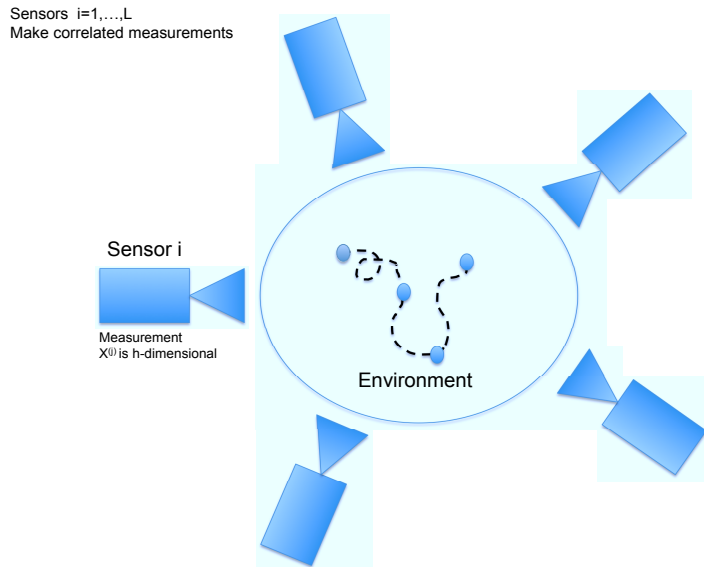 Sensors i=1,...,L
Make correlated measurements
Sensor i
Measurement
X⁽ʲ⁾ is h-dimensional
Environment